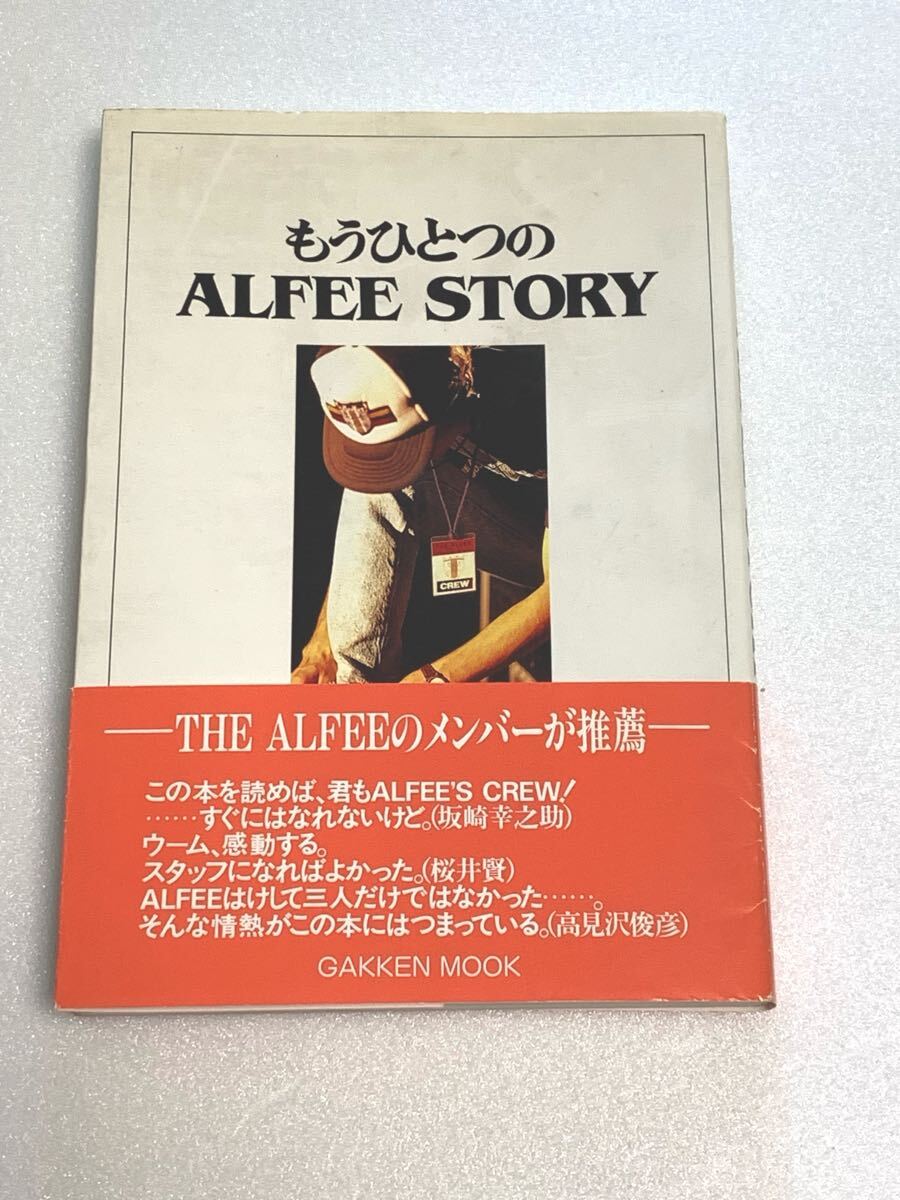 もうひとつの
ALFEE STORY
CREW
THE ALFEEのメンバーが推薦
この本を読めば、君もALFEE'S CREW!
……すぐにはなれないけど。(坂崎幸之助)
ウーム、感動する。
スタッフになればよかった。(桜井賢)
ALFEEはけして三人だけではなかった……。
そんな情熱がこの本にはつまっている。(高見沢俊彦)
GAKKEN MOOK